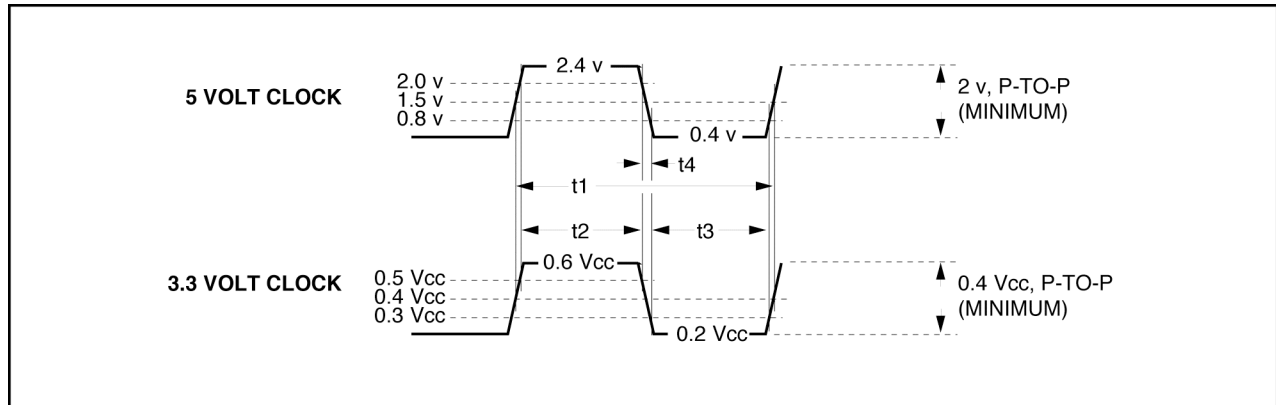 2.4 v
2.0 v
5 VOLT CLOCK
1.5 v
0.8 v
0.4 v
2 v, P-TO-P
(MINIMUM)
t4
t1
t2
t3
0.6 Vcc
0.5 Vcc
3.3 VOLT CLOCK
0.4 Vcc
0.3 Vcc
0.2 Vcc
0.4 Vcc, P-TO-P
(MINIMUM)